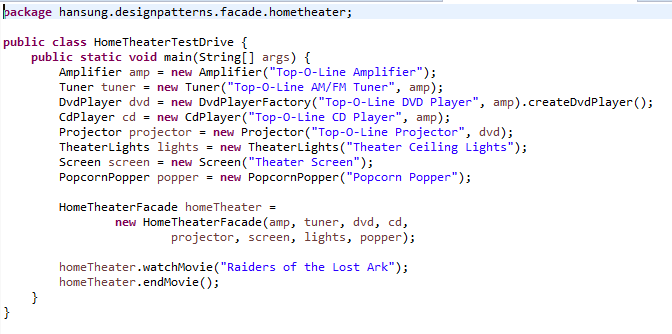 package hansung.designpatterns.facade.hometheater;
public class HomeTheaterTestDrive {
public static void main(String[] args) {
Amplifier amp = new Amplifier("Top-O-Line Amplifier");
Tuner tuner = new Tuner("Top-O-Line AM/FM Tuner", amp);
DvdPlayer dvd = new DvdPlayerFactory("Top-O-Line DVD Player", amp).createDvdPlayer();
CdPlayer cd = new CdPlayer("Top-O-Line CD Player", amp);
Projector projector = new Projector("Top-O-Line Projector", dvd);
TheaterLights lights = new TheaterLights("Theater Ceiling Lights");
Screen screen = new Screen("Theater Screen");
PopcornPopper popper = new PopcornPopper("Popcorn Popper");
HomeTheaterFacade homeTheater =
new HomeTheaterFacade(amp, tuner, dvd, cd,
projector, screen, lights, popper);
homeTheater.watchMovie("Raiders of the Lost Ark");
homeTheater.endMovie();
}
}